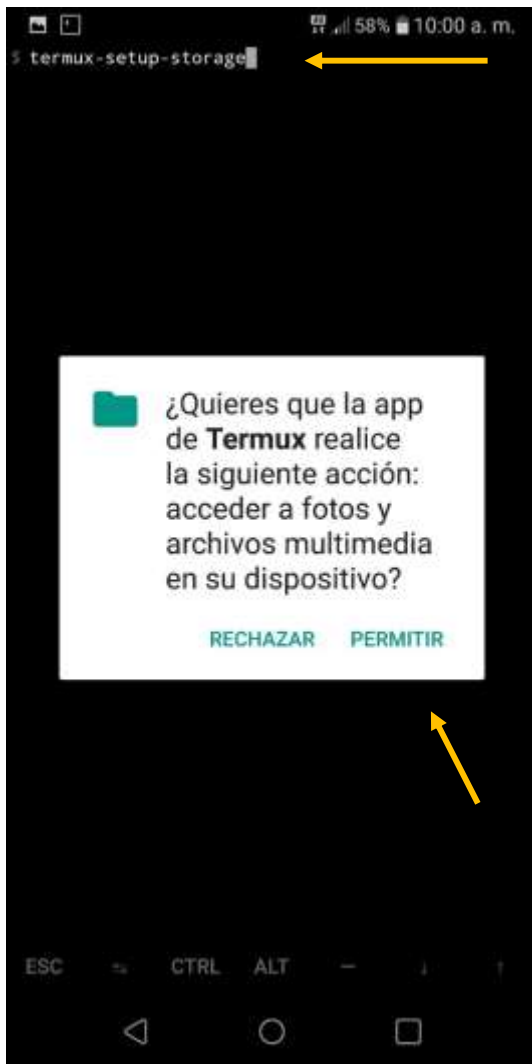 58% 10:00 a. m.
$ termux-setup-storage
¿Quieres que la app
de Termux realice
la siguiente acción:
acceder a fotos y
archivos multimedia
en su dispositivo?
RECHAZAR PERMITIR
ESC CTRL ALT —